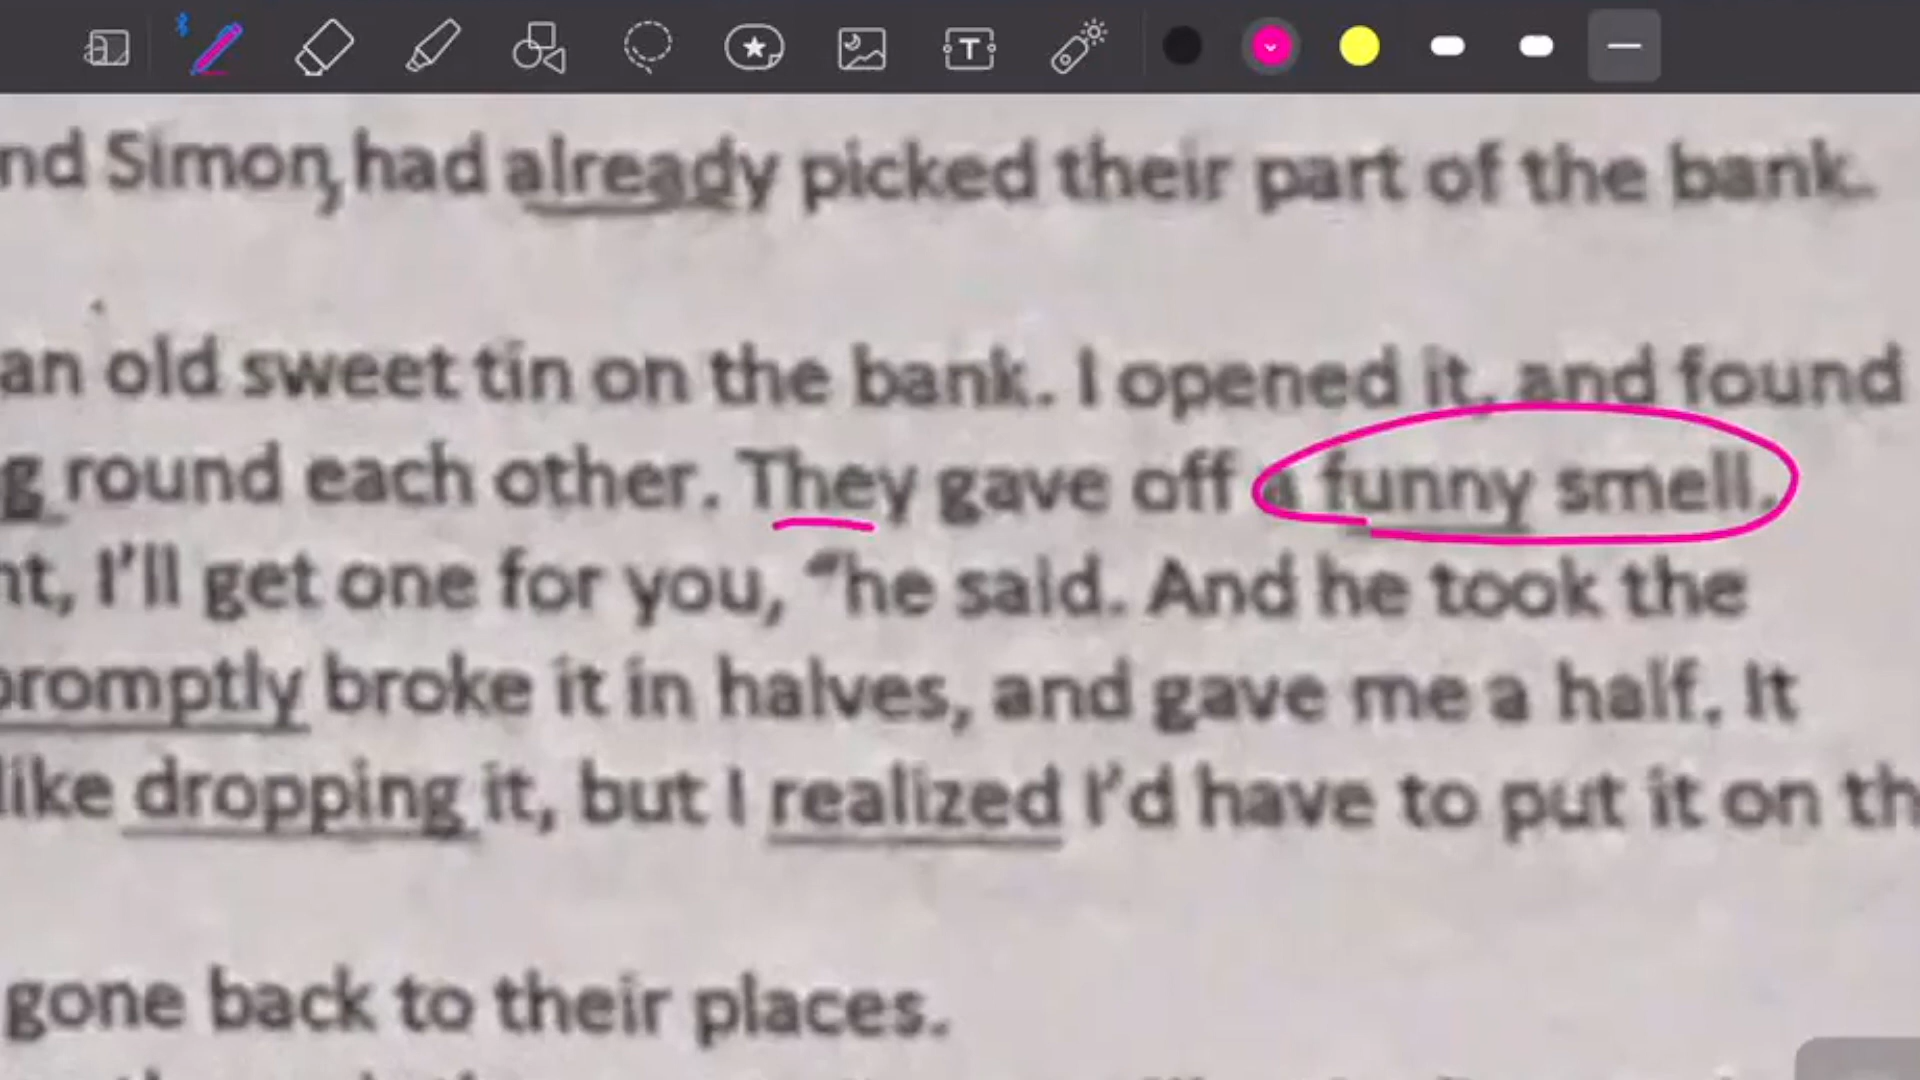 nd Simon, had already picked their part of the bank.
an old sweet tin on the bank. I opened it, and found
g round each other. They gave off a funny smell.
nt, I'll get one for you, "he said. And he took the
promptly broke it in halves, and gave me a half. It
like dropping it, but I realized I'd have to put it on th
gone back to their places.